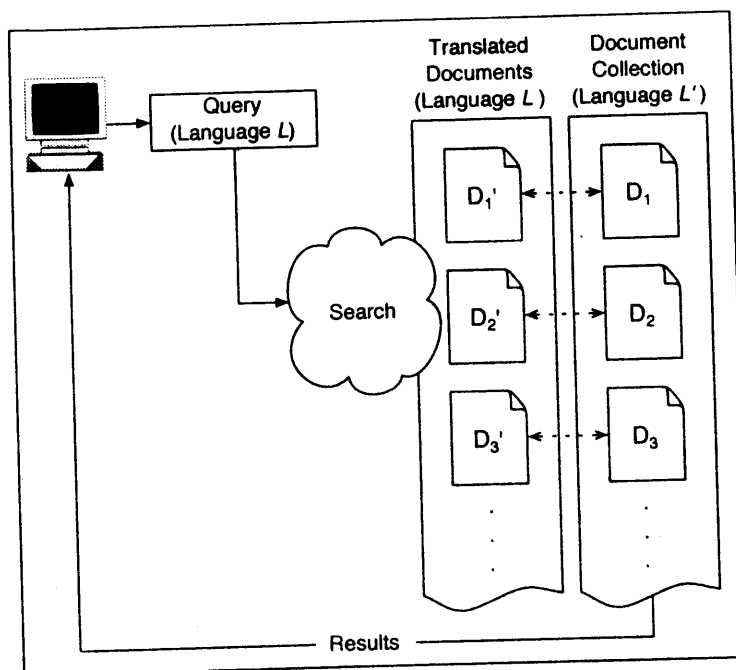 Translated
Documents
(Language L )
Document
Collection
(Language L')
Query
(Language L)
D₁'
D₁
Search
D₂'
D₂
D₃'
D₃
Results